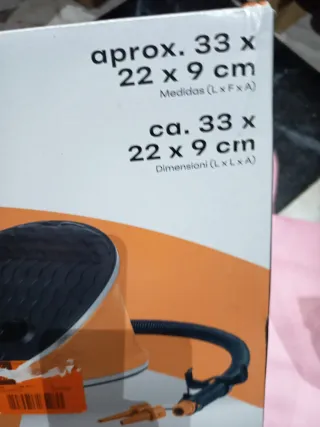 aprox. 33 x
22 x 9 cm
Medidas (L x F x A)
ca. 33 x
22 x 9 cm
Dimensioni (L x L x A)